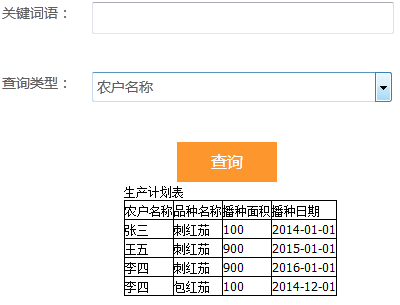 关键词语：
查询类型： 农户名称
查询
生产计划表
农户名称 品种名称 播种面积 播种日期
张三 刺红茄 100 2014-01-01
王五 刺红茄 900 2015-01-01
李四 刺红茄 900 2016-01-01
李四 包红茄 100 2014-12-01